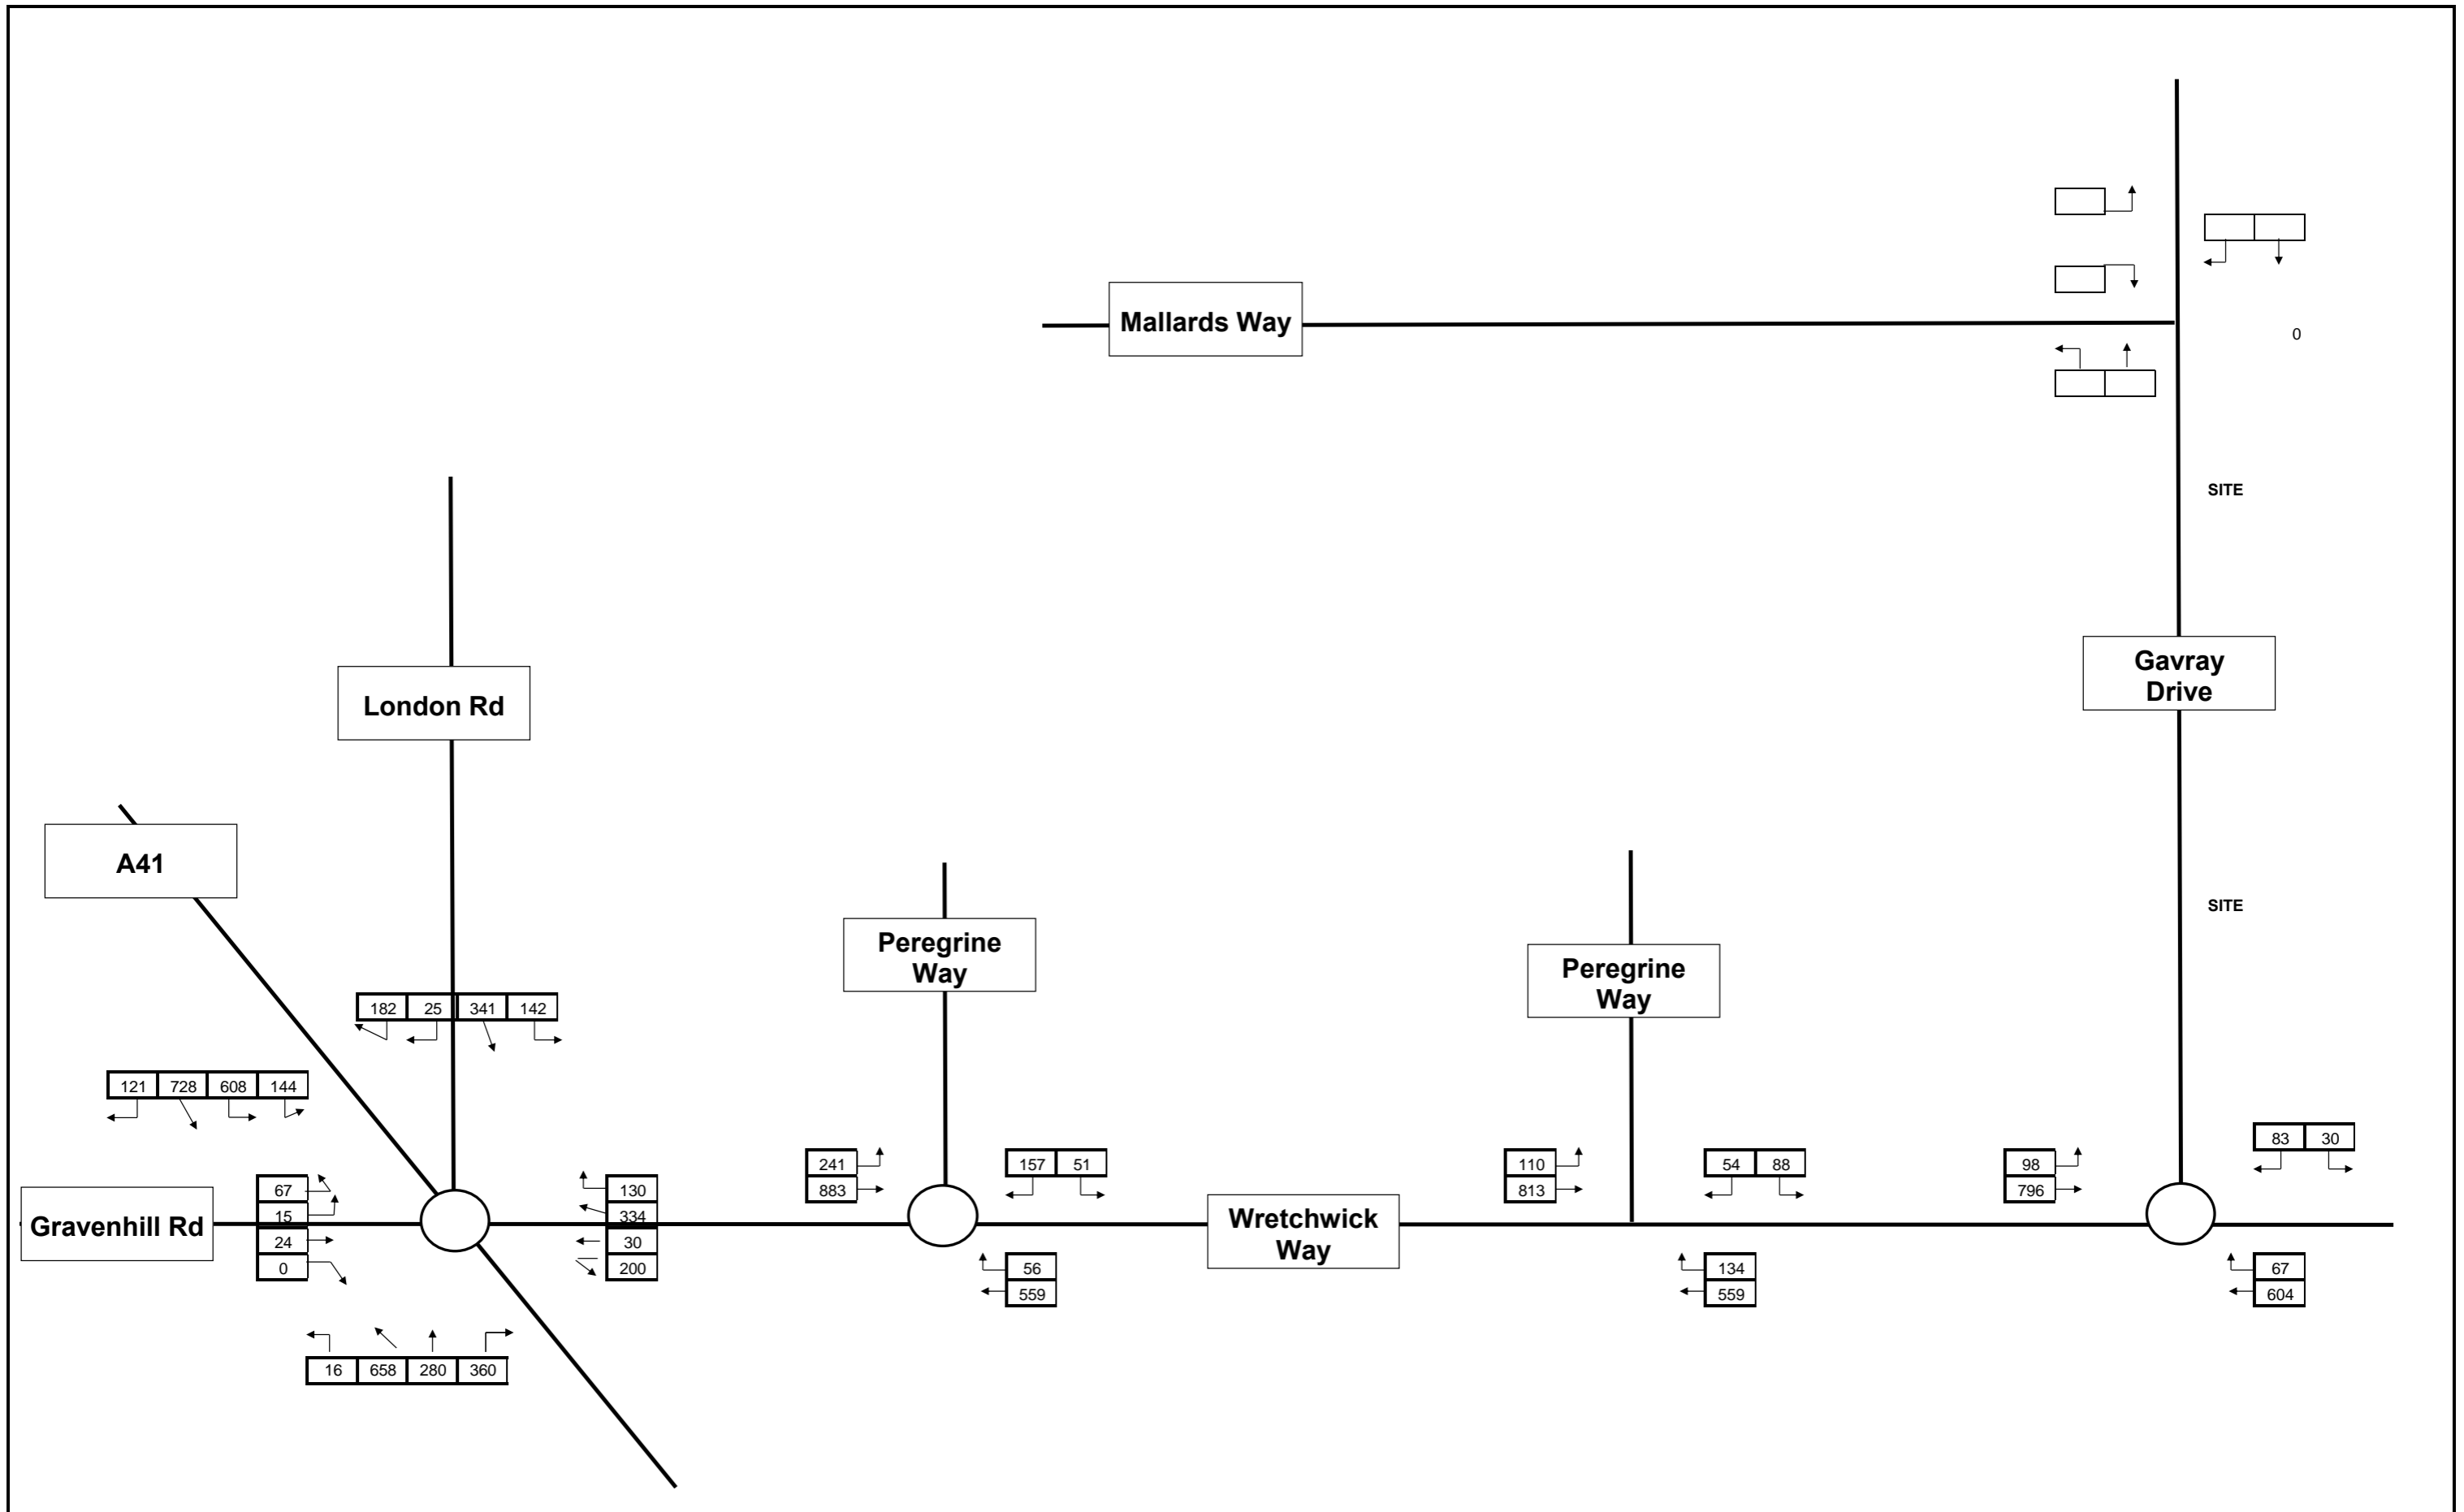 Mallards Way
0
SITE
London Rd
Gavray
Drive
A41
SITE
Peregrine
Way
Peregrine
Way
182 25 341 142
121 728 608 144
83 30
241
883
157 51
110
813
54 88
98
796
Gravenhill Rd
67
15
24
0
130
334
30
200
Wretchwick
Way
56
559
134
559
67
604
16 658 280 360